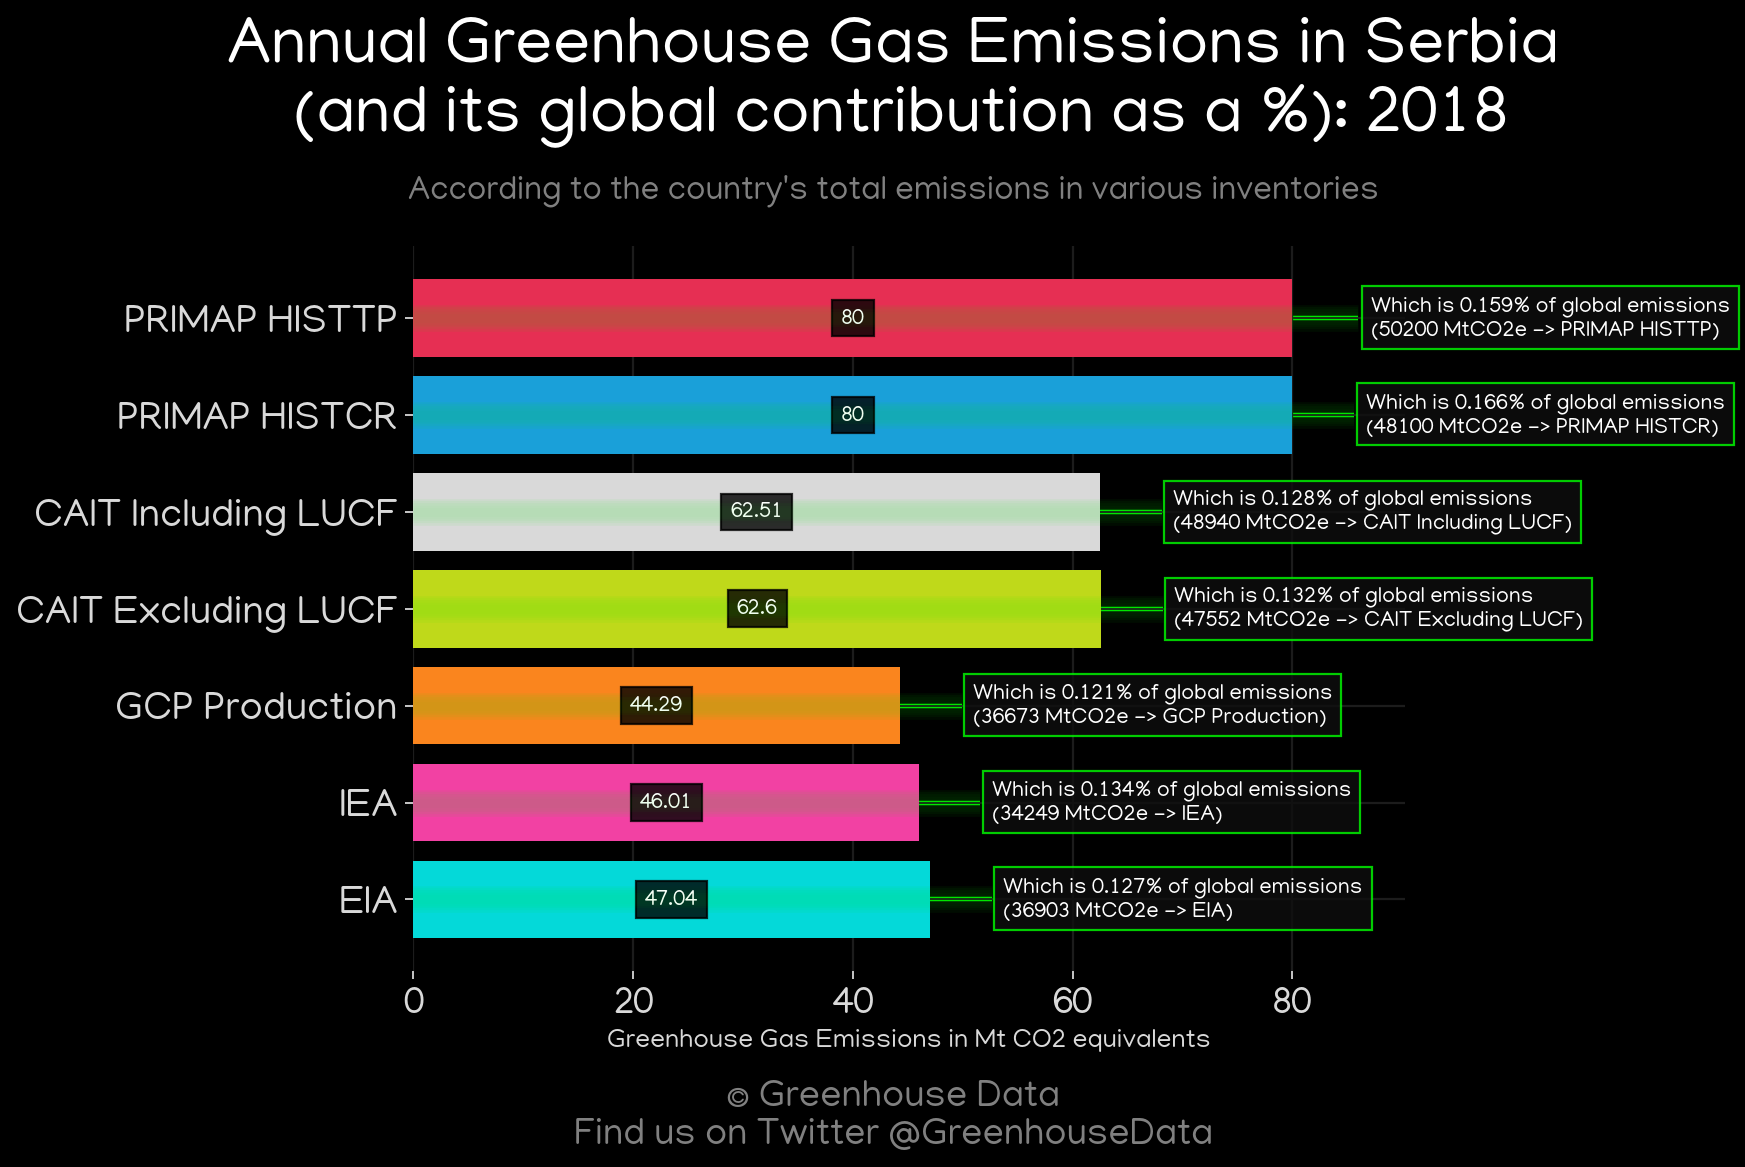 Annual Greenhouse Gas Emissions in Serbia
(and its global contribution as a %): 2018
According to the country's total emissions in various inventories
PRIMAP HISTTP
80
Which is 0.159% of global emissions
(50200 MtCO2e -> PRIMAP HISTTP)
PRIMAP HISTCR
80
Which is 0.166% of global emissions
(48100 MtCO2e -> PRIMAP HISTCR)
CAIT Including LUCF
62.51
Which is 0.128% of global emissions
(48940 MtCO2e -> CAIT Including LUCF)
CAIT Excluding LUCF
62.6
Which is 0.132% of global emissions
(47552 MtCO2e -> CAIT Excluding LUCF)
GCP Production
44.29
Which is 0.121% of global emissions
(36673 MtCO2e -> GCP Production)
IEA
46.01
Which is 0.134% of global emissions
(34249 MtCO2e -> IEA)
EIA
47.04
Which is 0.127% of global emissions
(36903 MtCO2e -> EIA)
0 20 40 60 80
Greenhouse Gas Emissions in Mt CO2 equivalents
© Greenhouse Data
Find us on Twitter @GreenhouseData